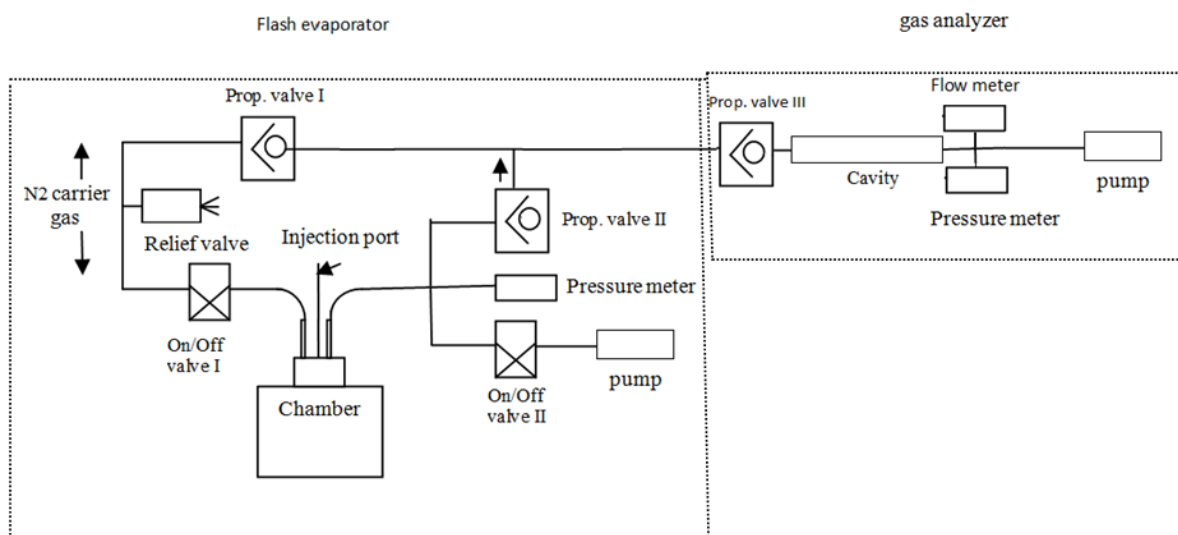 Flash evaporator
gas analyzer
Prop. valve I
Prop. valve III
Flow meter
N2 carrier
gas
Relief valve
Injection port
Prop. valve II
Cavity
pump
Pressure meter
Pressure meter
On/Off
valve I
Chamber
On/Off
valve II
pump